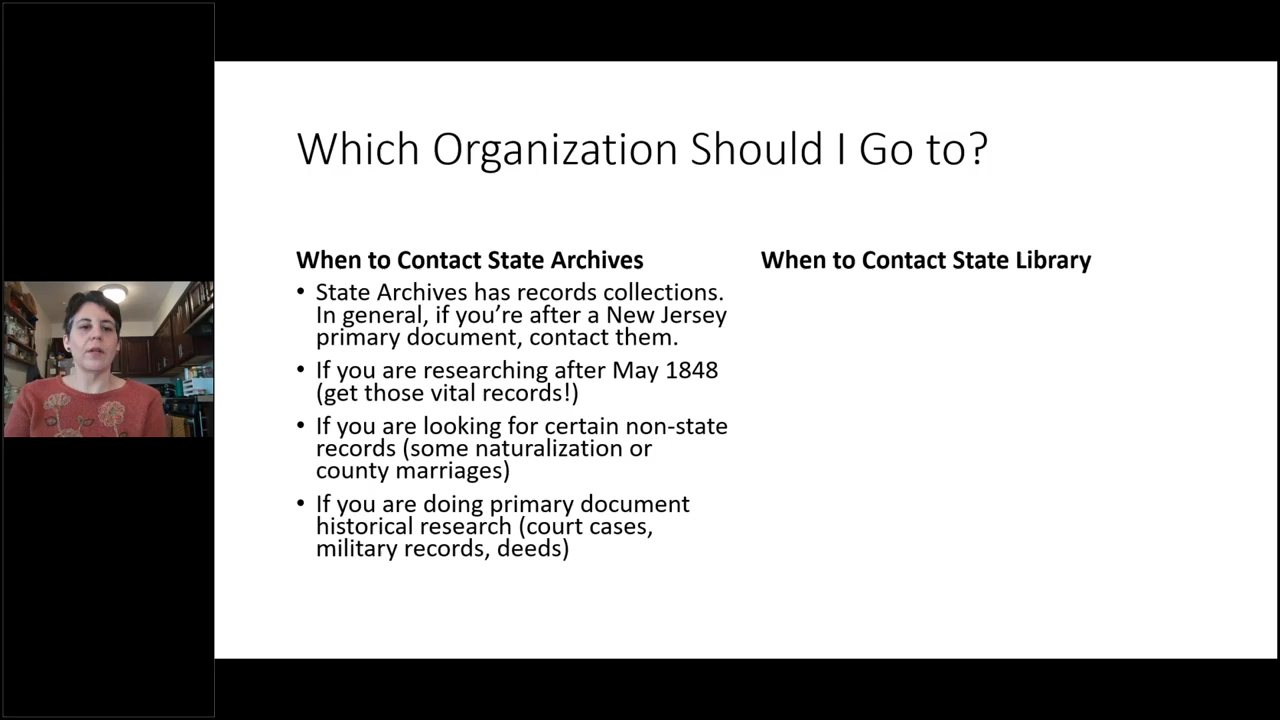 Which Organization Should I Go to?
When to Contact State Archives
• State Archives has records collections.
In general, if you're after a New Jersey
primary document, contact them.
• If you are researching after May 1848
(get those vital records!)
• If you are looking for certain non-state
records (some naturalization or
county marriages)
• If you are doing primary document
historical research (court cases,
military records, deeds)
When to Contact State Library